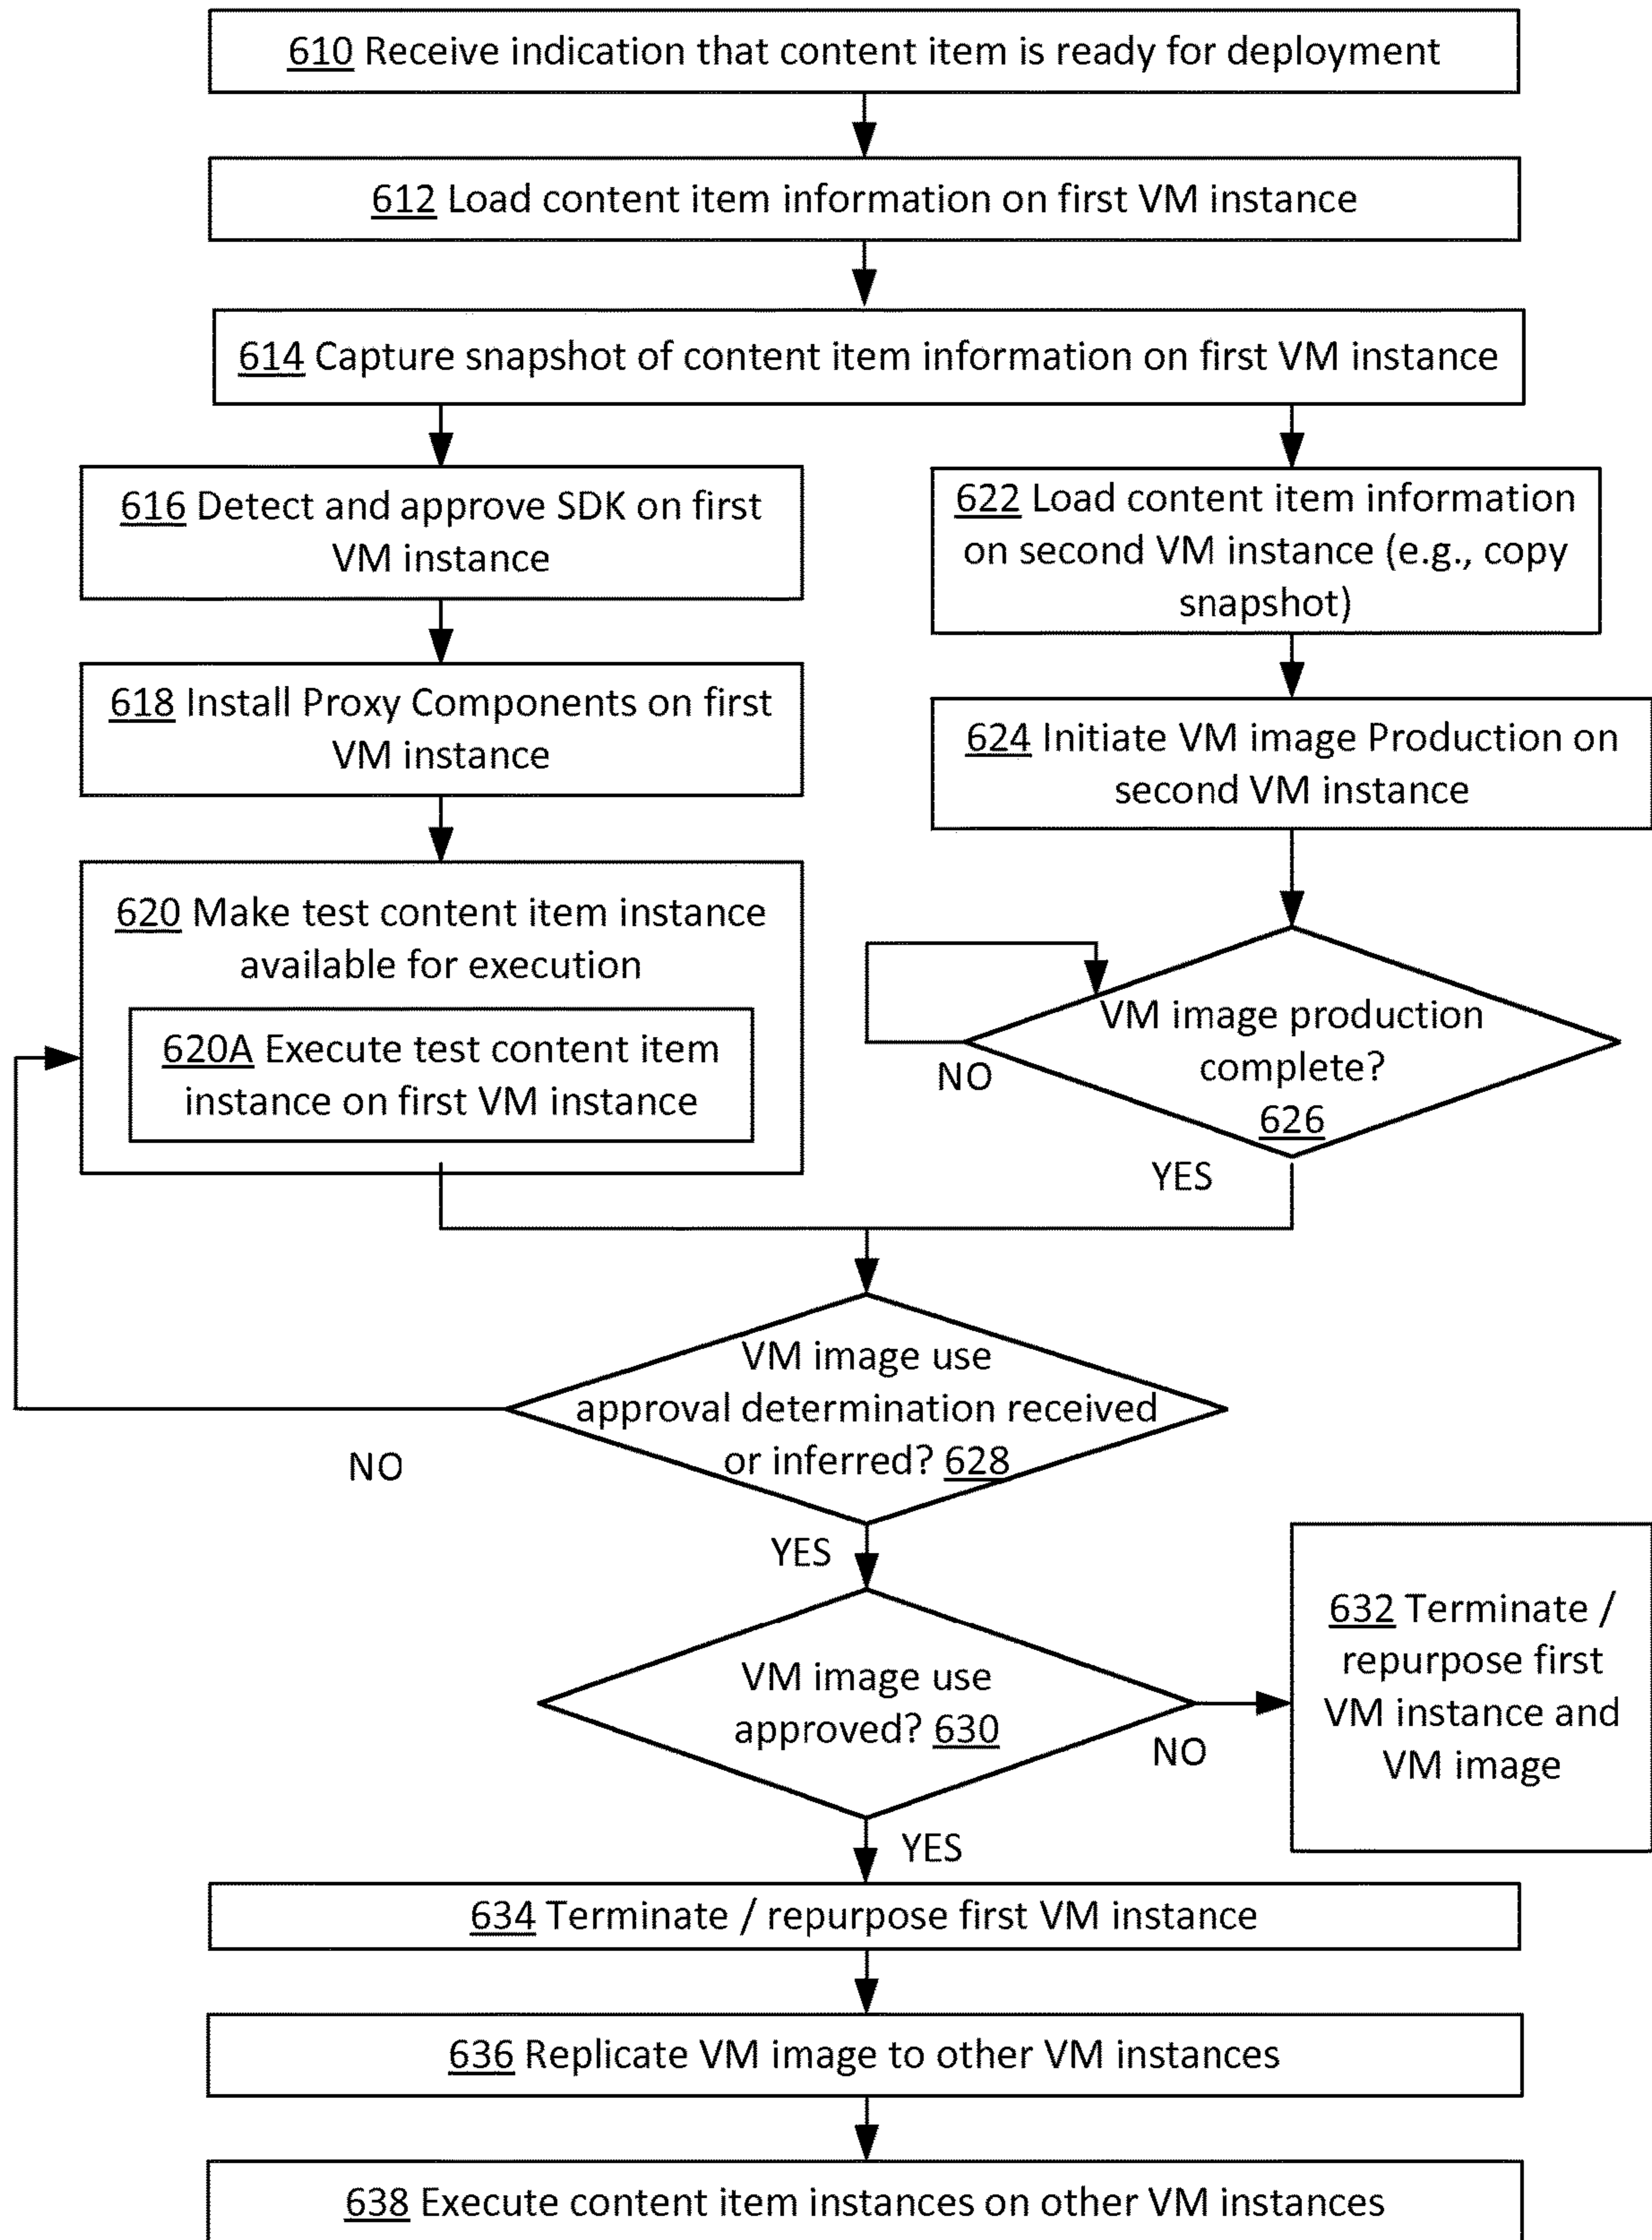 610 Receive indication that content item is ready for deployment
612 Load content item information on first VM instance
614 Capture snapshot of content item information on first VM instance
616 Detect and approve SDK on first
VM instance
618 Install Proxy Components on first
VM instance
620 Make test content item instance
available for execution
620A Execute test content item
instance on first VM instance
622 Load content item information
on second VM instance (e.g., copy
snapshot)
624 Initiate VM image Production on
second VM instance
VM image production
complete?
626
NO
YES
VM image use
approval determination received
or inferred? 628
NO
YES
VM image use
approved? 630
NO
YES
632 Terminate /
repurpose first
VM instance and
VM image
634 Terminate / repurpose first VM instance
636 Replicate VM image to other VM instances
638 Execute content item instances on other VM instances